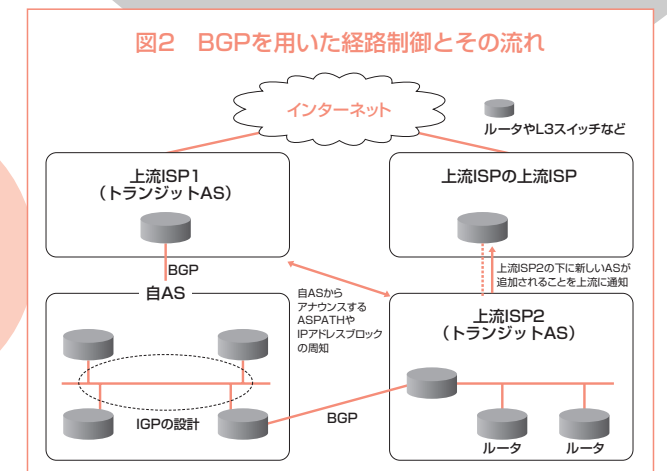 図2　BGPを用いた経路制御とその流れ
インターネット
ルータやL3スイッチなど
上流ISP1
（トランジットAS）
上流ISPの上流ISP
BGP
上流ISP2の下に新しいASが
追加されることを上流に通知
自AS
自ASから
アナウンスする
ASPATHや
IPアドレスブロック
の周知
上流ISP2
（トランジットAS）
IGPの設計
BGP
ルータ
ルータ